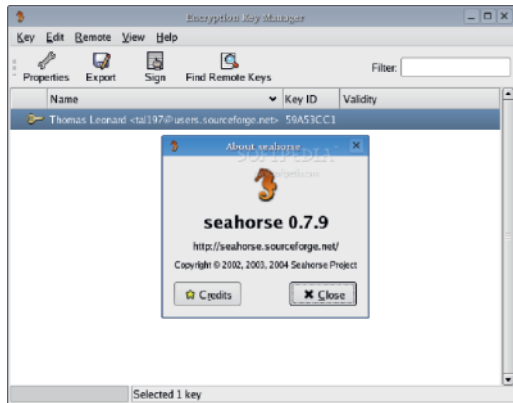 Encryption Key Manager
Key Edit Remote View Help
Properties Export Sign Find Remote Keys Filter:
Name Key ID Validity
Thomas Leonard <tal197@users.sourceforge.net> 59A53CC1
About seahorse
SOFTPEDIA
seahorse 0.7.9
http://seahorse.sourceforge.net/
Copyright © 2002, 2003, 2004 Seahorse Project
Credits Close
Selected 1 key